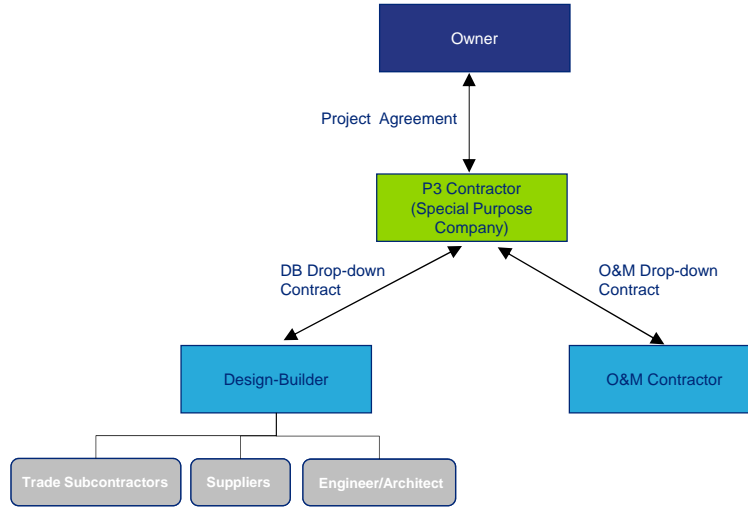 Owner
Project Agreement
P3 Contractor
(Special Purpose
Company)
DB Drop-down
Contract
O&M Drop-down
Contract
Design-Builder
O&M Contractor
Trade Subcontractors
Suppliers
Engineer/Architect